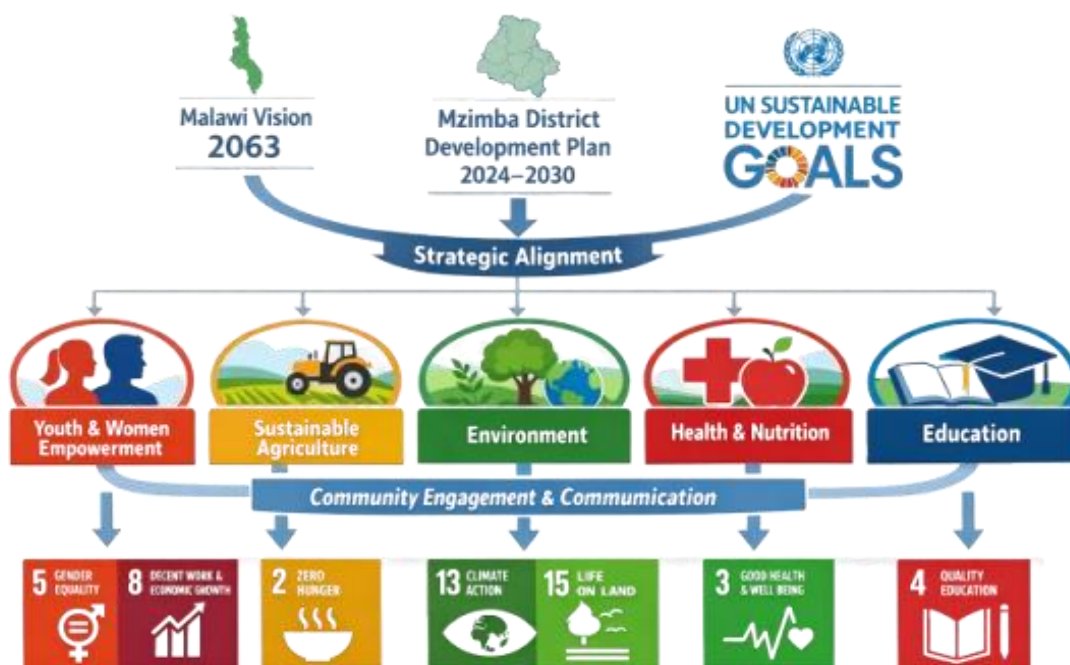 Malawi Vision
2063
Mzimba District
Development Plan
2024–2030
UN SUSTAINABLE
DEVELOPMENT
GOALS
Strategic Alignment
Youth & Women
Empowerment
Sustainable
Agriculture
Environment
Health & Nutrition
Education
Community Engagement & Commumication
5 GENDER
EQUALITY
8 DECENT WORK &
ECONOMIC GROWTH
2 ZERO
HUNGER
13 CLIMATE
ACTION
15 LIFE
ON LAND
3 GOOD HEALTH
& WELL BEING
4 QUALITY
EDUCATION